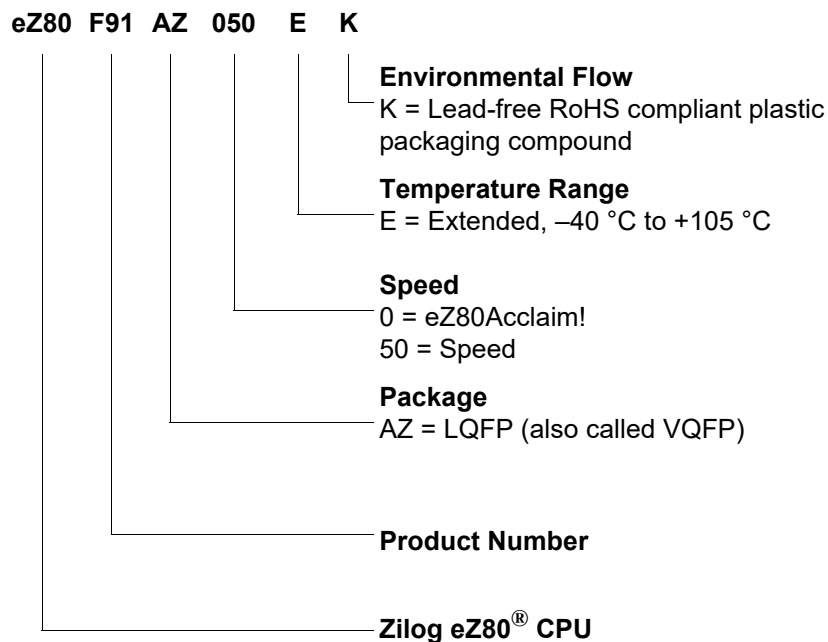 eZ80 F91 AZ 050 E K
Environmental Flow
K = Lead-free RoHS compliant plastic
packaging compound
Temperature Range
E = Extended, –40 °C to +105 °C
Speed
0 = eZ80Acclaim!
50 = Speed
Package
AZ = LQFP (also called VQFP)
Product Number
Zilog eZ80® CPU